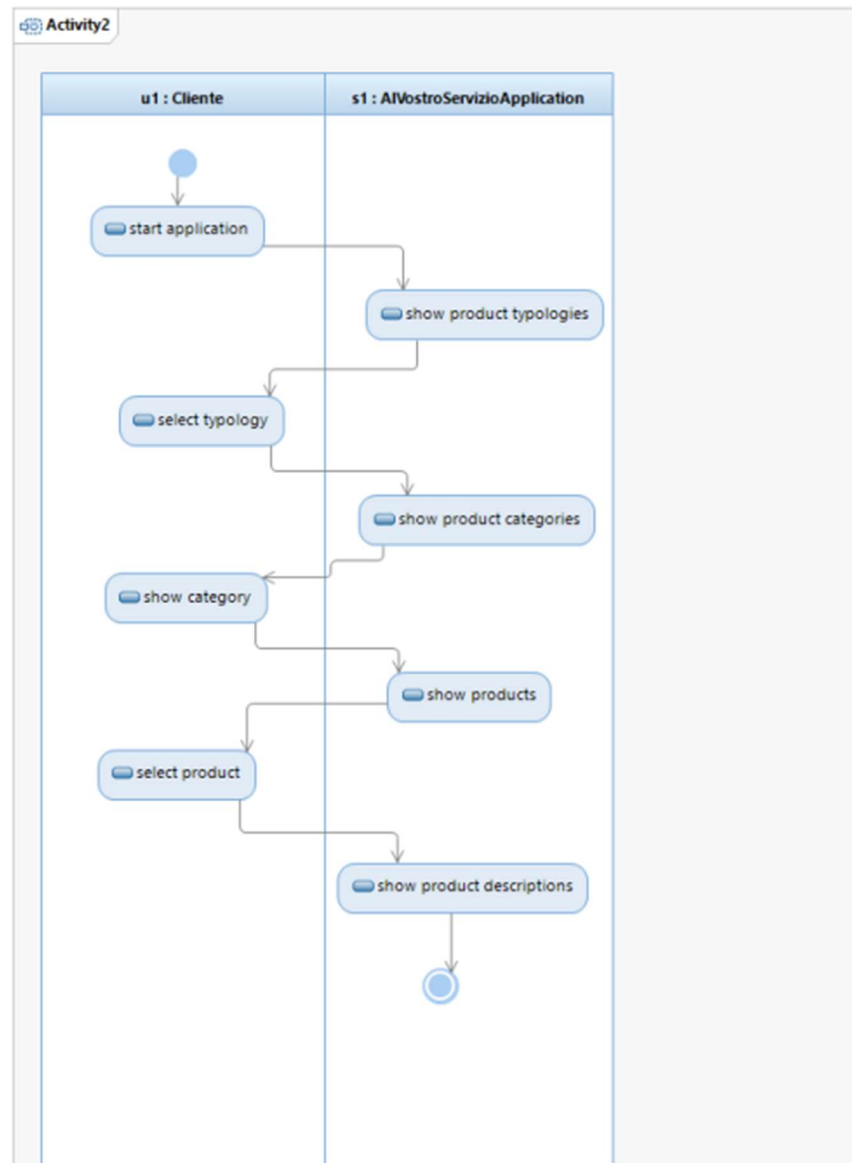 Activity2
u1 : Cliente
s1 : AlVostroServizioApplication
start application
show product typologies
select typology
show product categories
show category
show products
select product
show product descriptions